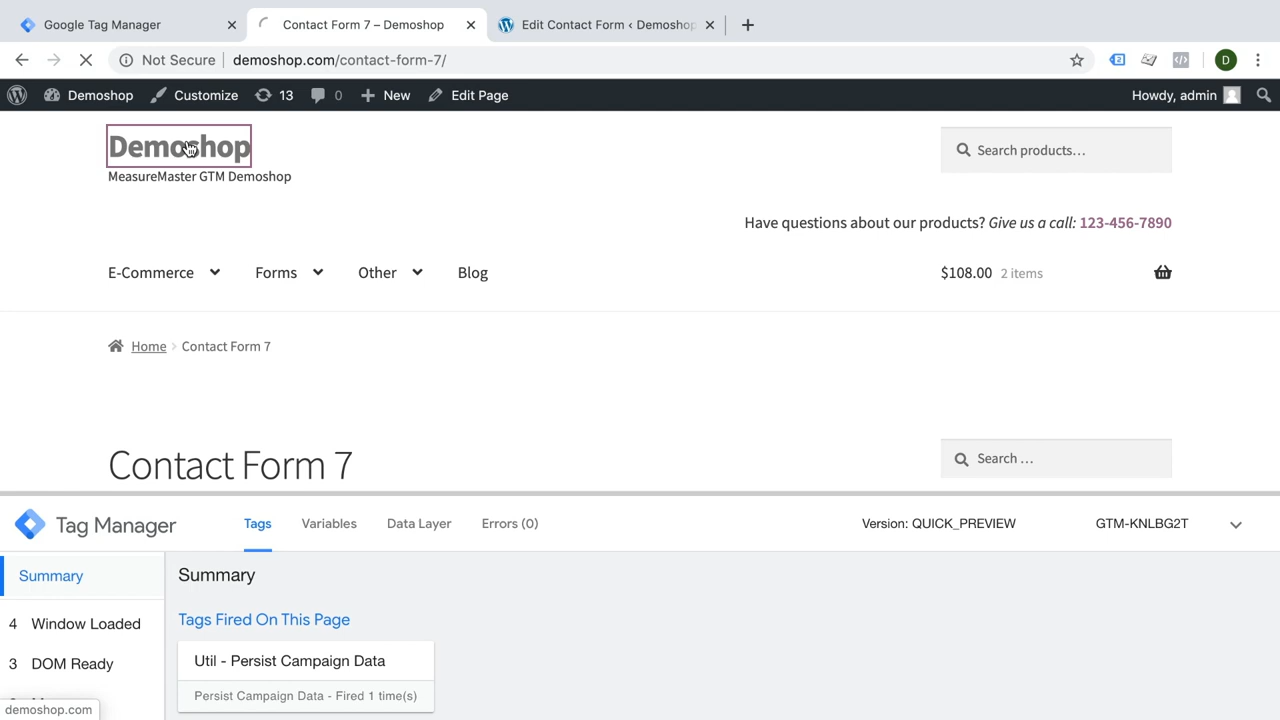 Google Tag Manager
Contact Form 7 – Demoshop
Edit Contact Form ‹ Demoshop
Not Secure
demoshop.com/contact-form-7/
2
D
Demoshop
Customize
13
0
New
Edit Page
Howdy, admin
Demoshop
MeasureMaster GTM Demoshop
Search products…
Have questions about our products? Give us a call: 123-456-7890
E-Commerce
Forms
Other
Blog
$108.00 2 items
Home
Contact Form 7
Contact Form 7
Search …
Tag Manager
Tags
Variables
Data Layer
Errors (0)
Version: QUICK_PREVIEW
GTM-KNLBG2T
Summary
4 Window Loaded
3 DOM Ready
Summary
Tags Fired On This Page
Util - Persist Campaign Data
Persist Campaign Data - Fired 1 time(s)
demoshop.com